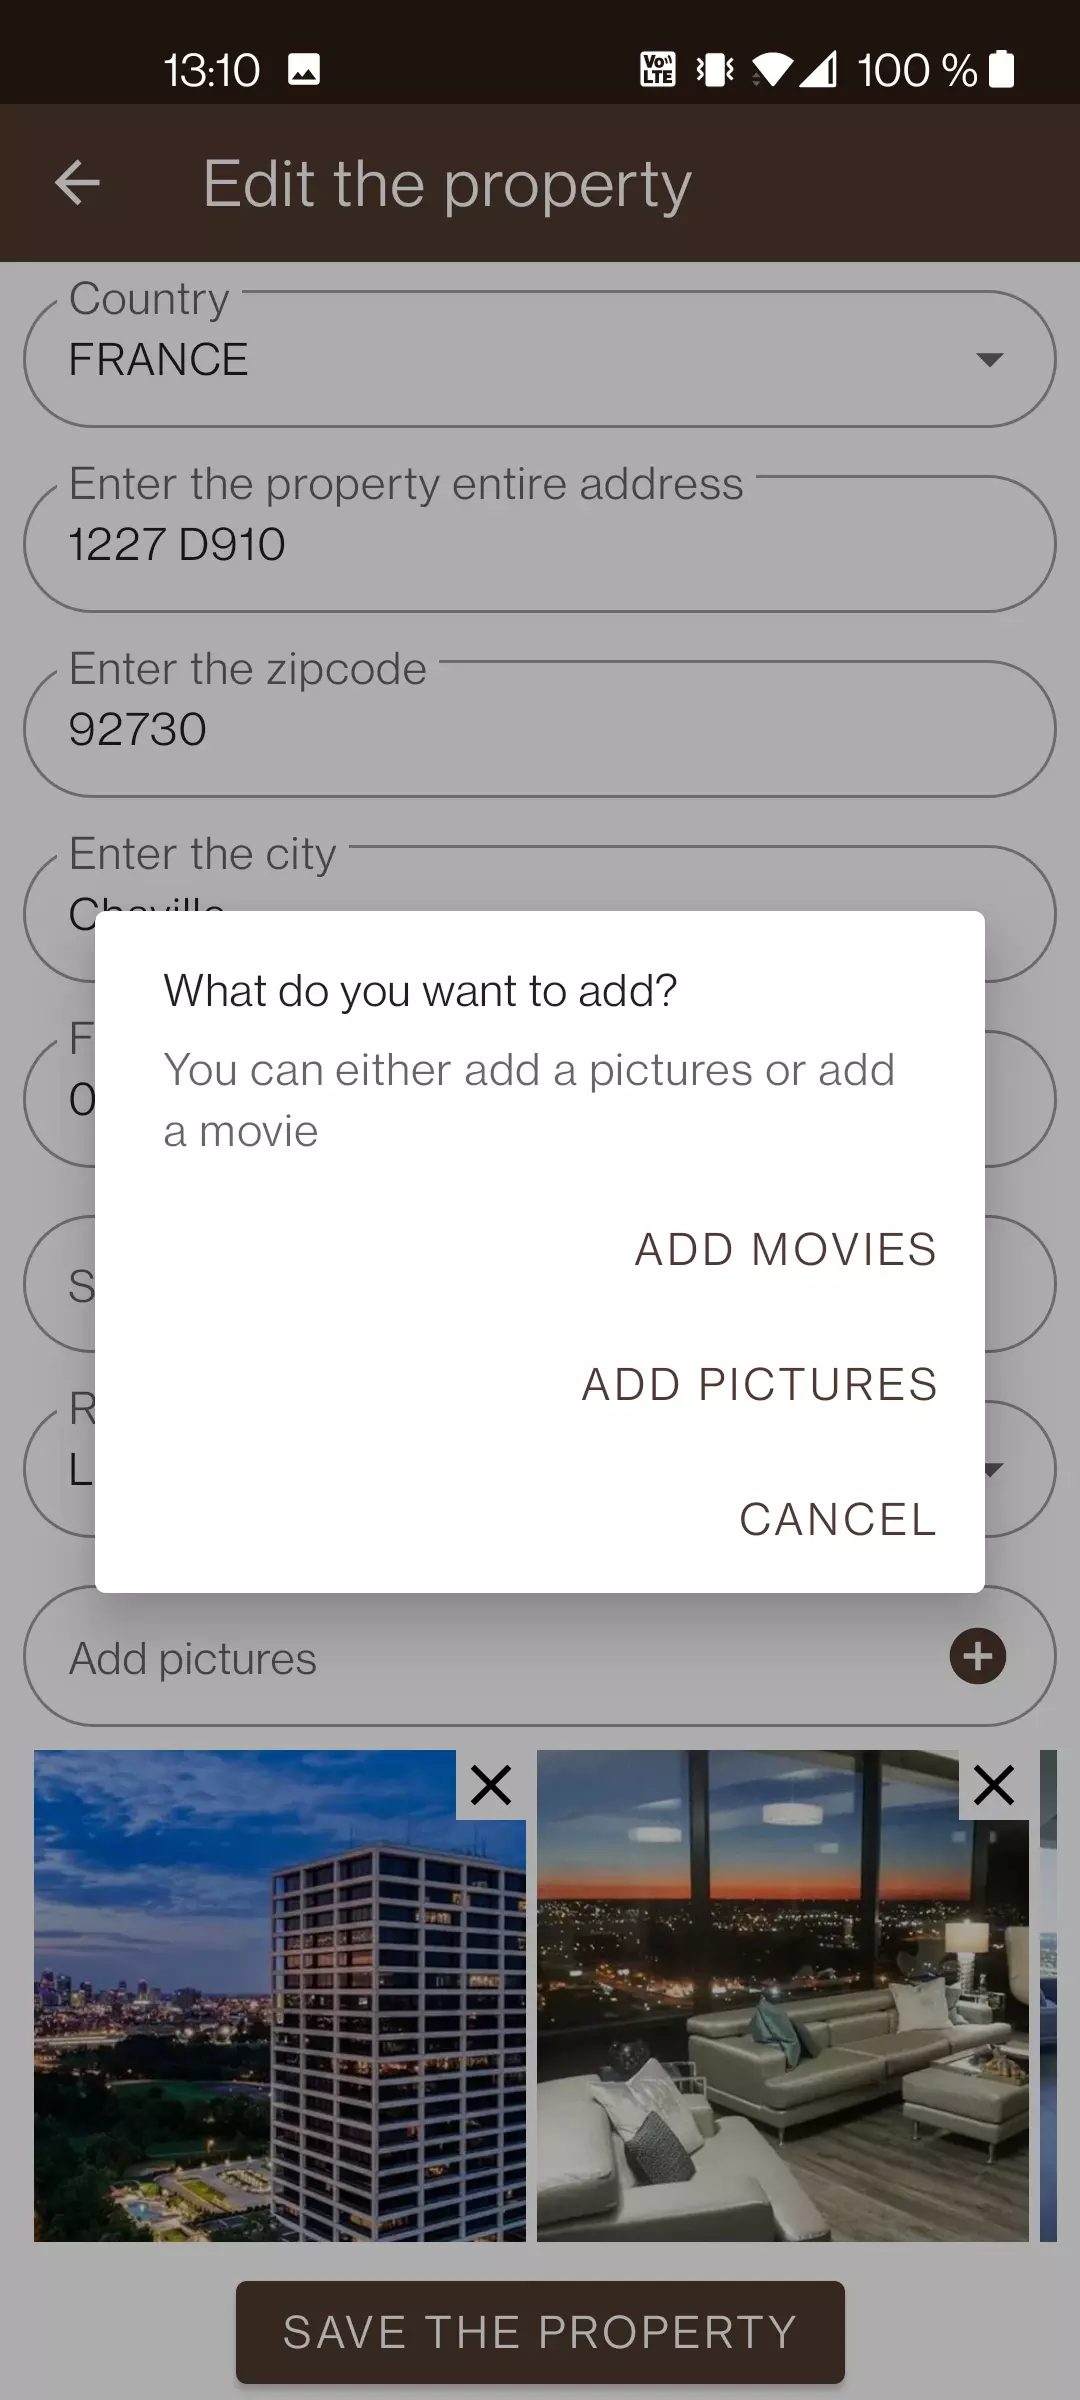 13:10 Vo LTE 100 %
Edit the property
Country
FRANCE
Enter the property entire address
1227 D910
Enter the zipcode
92730
Enter the city
What do you want to add?
You can either add a pictures or add
a movie
ADD MOVIES
ADD PICTURES
CANCEL
Add pictures
SAVE THE PROPERTY